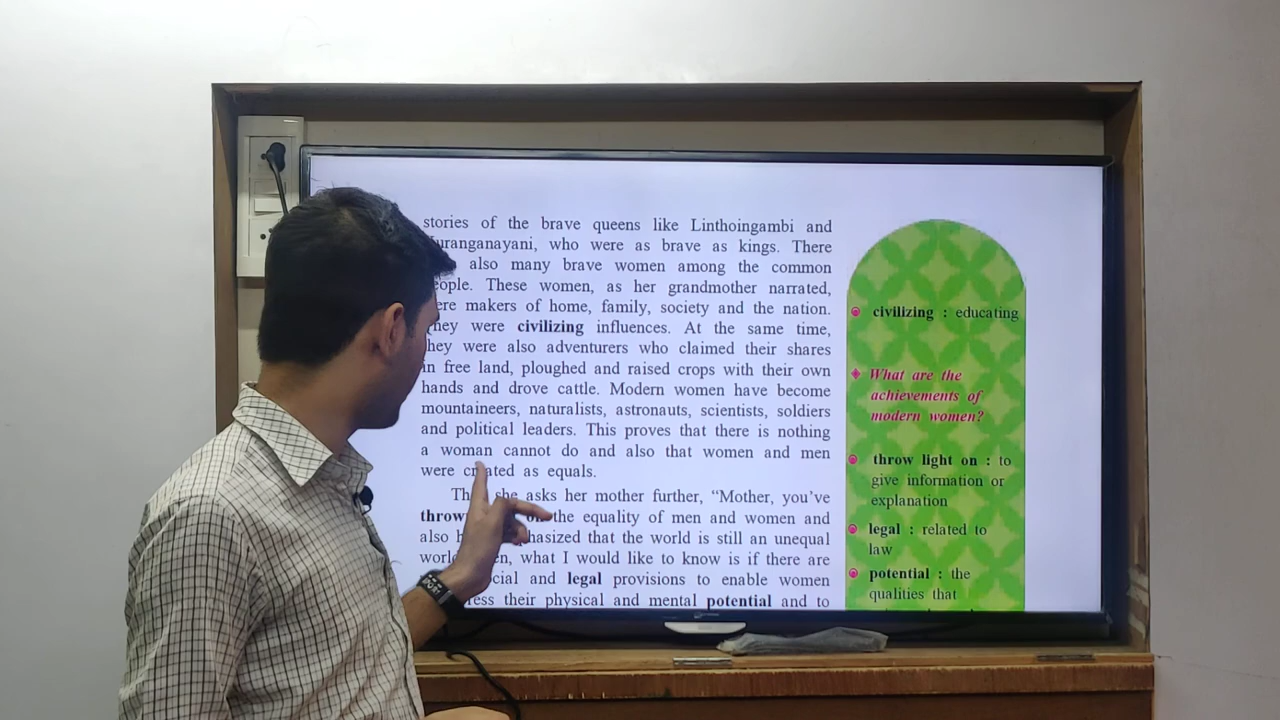 stories of the brave queens like Linthoingambi and
uranganayani, who were as brave as kings. There
also many brave women among the common
eople. These women, as her grandmother narrated,
ere makers of home, family, society and the nation.
hey were civilizing influences. At the same time,
hey were also adventurers who claimed their shares
in free land, ploughed and raised crops with their own
hands and drove cattle. Modern women have become
mountaineers, naturalists, astronauts, scientists, soldiers
and political leaders. This proves that there is nothing
a woman cannot do and also that women and men
were created as equals.
she asks her mother further, “Mother, you’ve
throw on the equality of men and women and
also hasized that the world is still an unequal
what I would like to know is if there are
cial and legal provisions to enable women
ress their physical and mental potential and to
civilizing : educating
What are the
achievements of
modern women?
throw light on : to
give information or
explanation
legal : related to
law
potential : the
qualities that